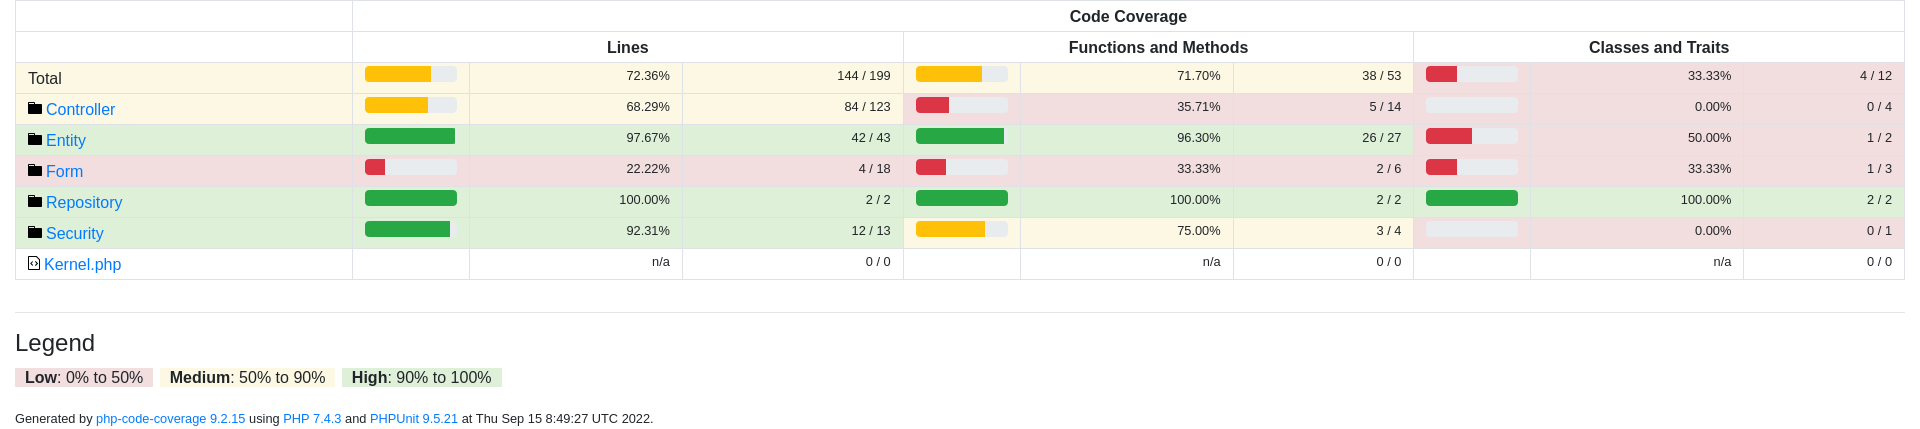 Code Coverage
Lines Functions and Methods Classes and Traits
Total 72.36% 144 / 199 71.70% 38 / 53 33.33% 4 / 12
Controller 68.29% 84 / 123 35.71% 5 / 14 0.00% 0 / 4
Entity 97.67% 42 / 43 96.30% 26 / 27 50.00% 1 / 2
Form 22.22% 4 / 18 33.33% 2 / 6 33.33% 1 / 3
Repository 100.00% 2 / 2 100.00% 2 / 2 100.00% 2 / 2
Security 92.31% 12 / 13 75.00% 3 / 4 0.00% 0 / 1
Kernel.php n/a 0 / 0 n/a 0 / 0 n/a 0 / 0
Legend
Low: 0% to 50% Medium: 50% to 90% High: 90% to 100%
Generated by php-code-coverage 9.2.15 using PHP 7.4.3 and PHPUnit 9.5.21 at Thu Sep 15 8:49:27 UTC 2022.